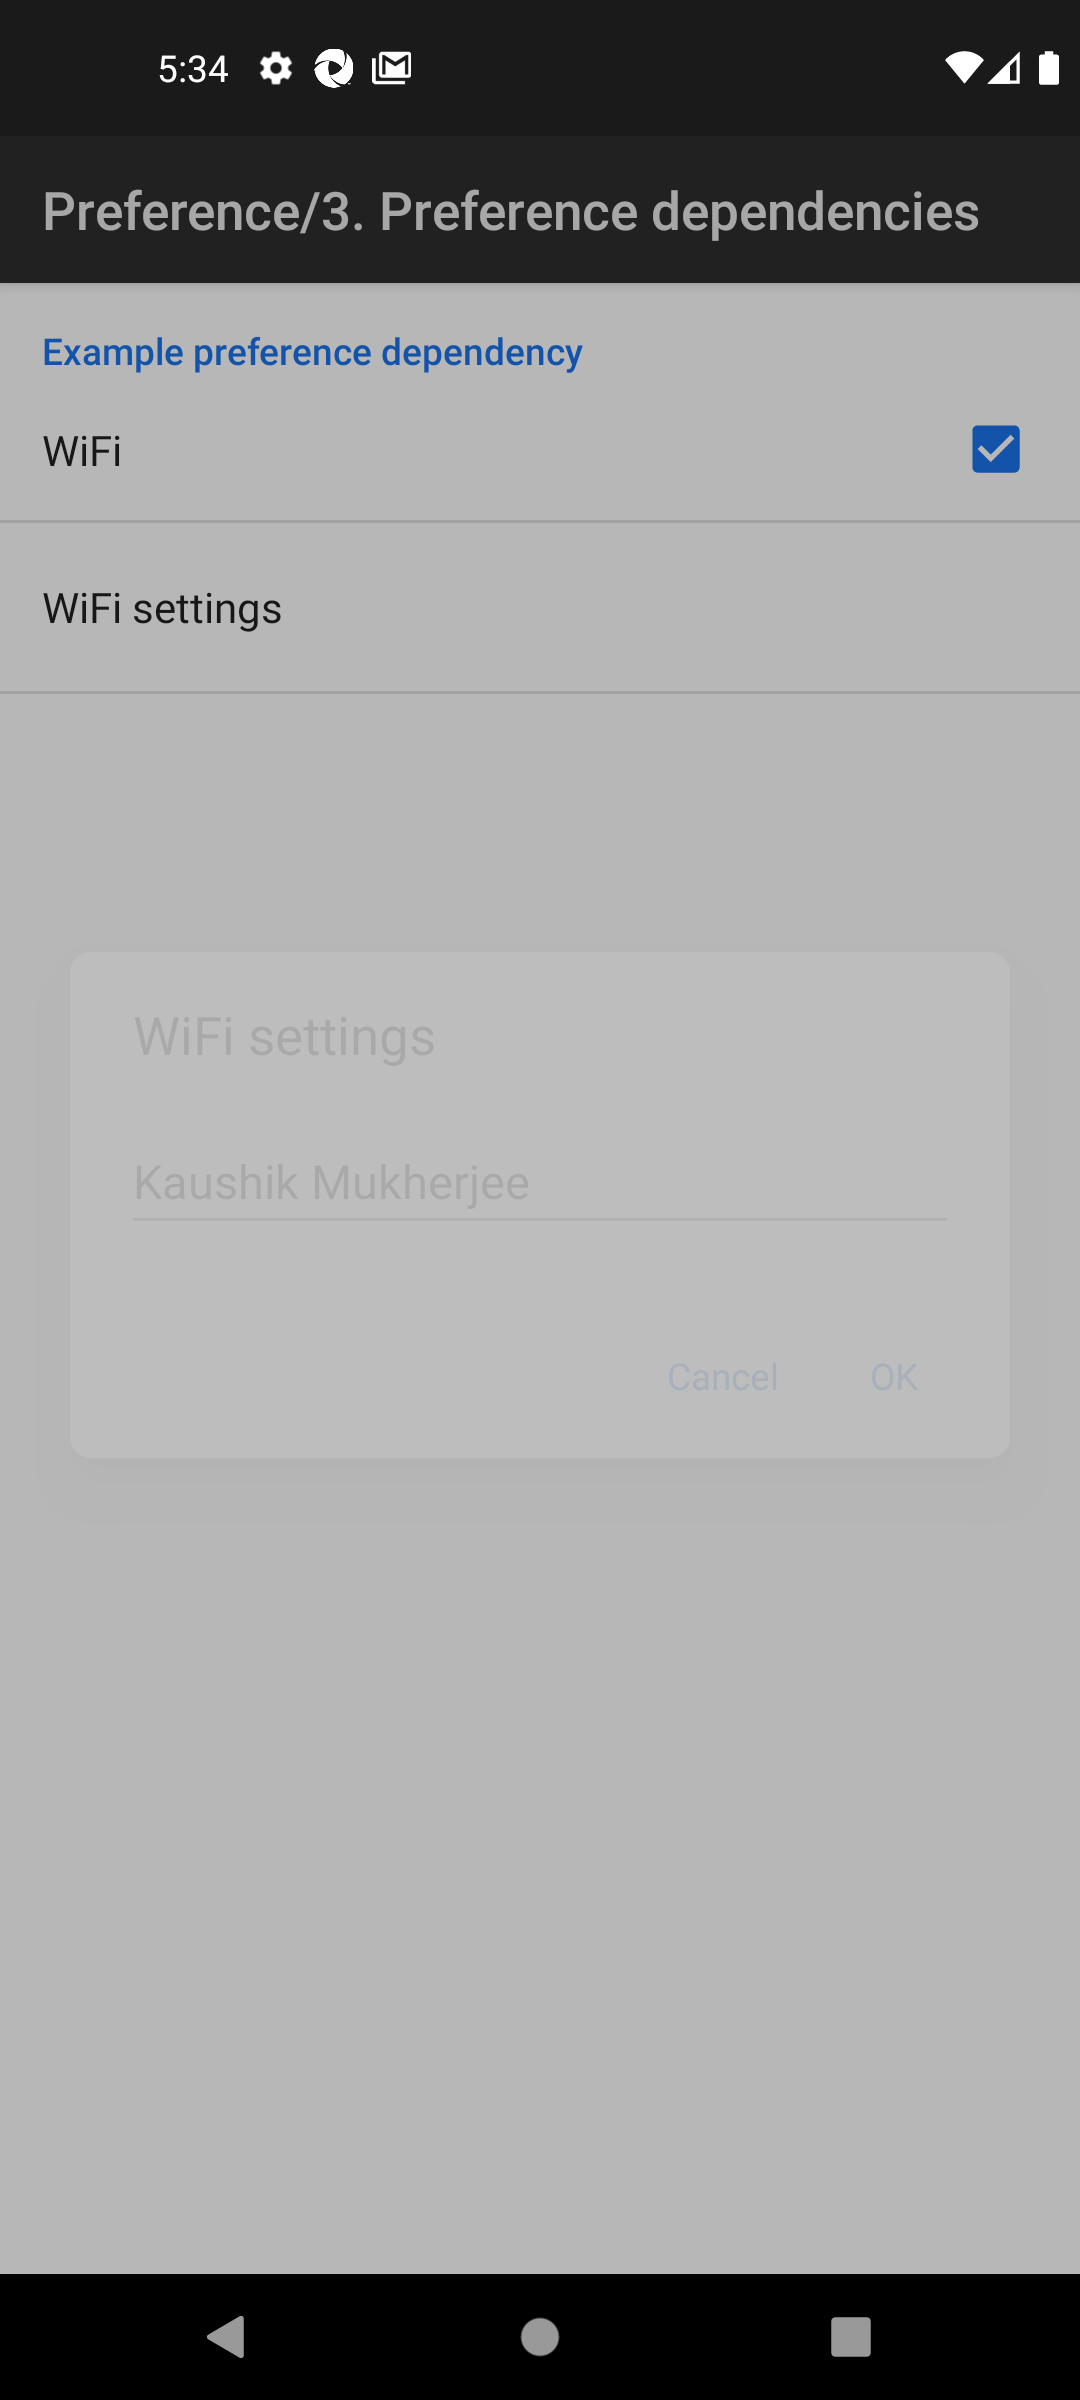 5:34
Preference/3. Preference dependencies
Example preference dependency
WiFi
WiFi settings
WiFi settings
Kaushik Mukherjee
Cancel OK